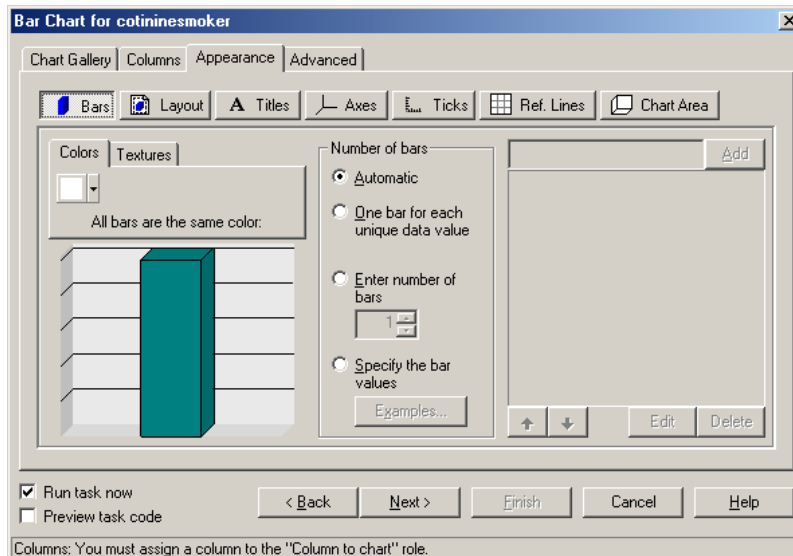 Bar Chart for cotininesmoker
Chart Gallery Columns Appearance Advanced
Bars Layout A Titles Axes Ticks Ref. Lines Chart Area
Colors Textures
All bars are the same color:
Number of bars
Automatic
One bar for each
unique data value
Enter number of
bars
1
Specify the bar
values
Examples...
Add
Edit Delete
Run task now
Preview task code
< Back Next > Finish Cancel Help
Columns: You must assign a column to the "Column to chart" role.